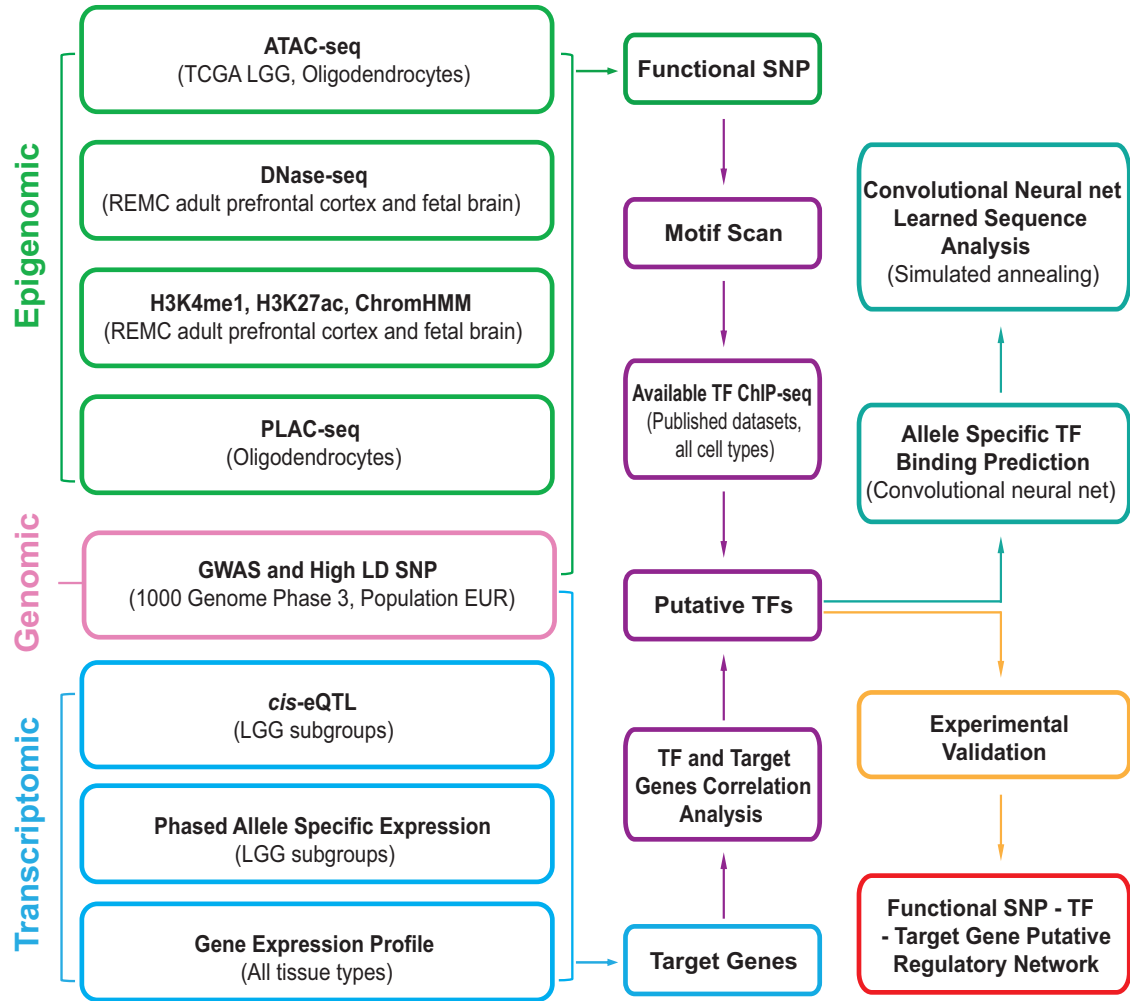 Epigenomic
ATAC-seq
(TCGA LGG, Oligodendrocytes)
DNase-seq
(REMC adult prefrontal cortex and fetal brain)
H3K4me1, H3K27ac, ChromHMM
(REMC adult prefrontal cortex and fetal brain)
PLAC-seq
(Oligodendrocytes)
Genomic
GWAS and High LD SNP
(1000 Genome Phase 3, Population EUR)
Transcriptomic
cis-eQTL
(LGG subgroups)
Phased Allele Specific Expression
(LGG subgroups)
Gene Expression Profile
(All tissue types)
Functional SNP
Motif Scan
Available TF ChIP-seq
(Published datasets,
all cell types)
Putative TFs
TF and Target
Genes Correlation
Analysis
Target Genes
Convolutional Neural net
Learned Sequence
Analysis
(Simulated annealing)
Allele Specific TF
Binding Prediction
(Convolutional neural net)
Experimental
Validation
Functional SNP - TF
- Target Gene Putative
Regulatory Network